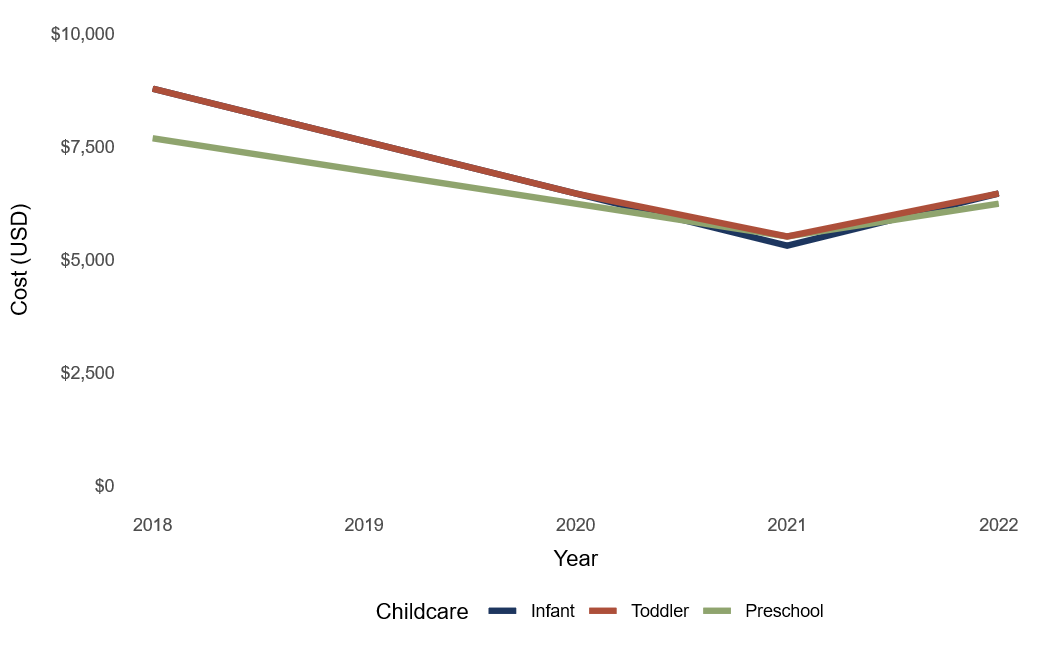 $10,000
$7,500
$5,000
$2,500
$0
Cost (USD)
2018 2019 2020 2021 2022
Year
Childcare Infant Toddler Preschool